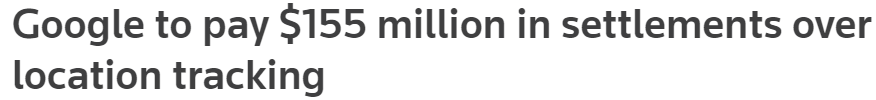 Google to pay $155 million in settlements over
location tracking